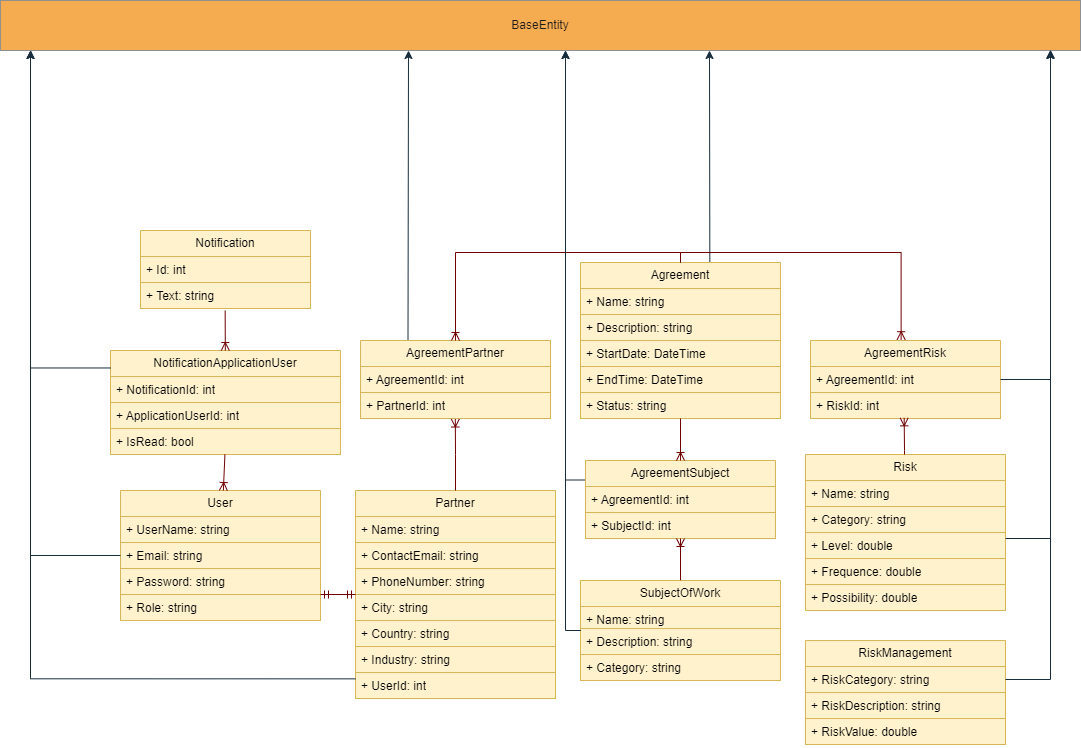 BaseEntity
Notification
+ Id: int
+ Text: string
NotificationApplicationUser
+ NotificationId: int
+ ApplicationUserId: int
+ IsRead: bool
User
+ UserName: string
+ Email: string
+ Password: string
+ Role: string
AgreementPartner
+ AgreementId: int
+ PartnerId: int
Partner
+ Name: string
+ ContactEmail: string
+ PhoneNumber: string
+ City: string
+ Country: string
+ Industry: string
+ UserId: int
Agreement
+ Name: string
+ Description: string
+ StartDate: DateTime
+ EndTime: DateTime
+ Status: string
AgreementSubject
+ AgreementId: int
+ SubjectId: int
SubjectOfWork
+ Name: string
+ Description: string
+ Category: string
AgreementRisk
+ AgreementId: int
+ RiskId: int
Risk
+ Name: string
+ Category: string
+ Level: double
+ Frequence: double
+ Possibility: double
RiskManagement
+ RiskCategory: string
+ RiskDescription: string
+ RiskValue: double